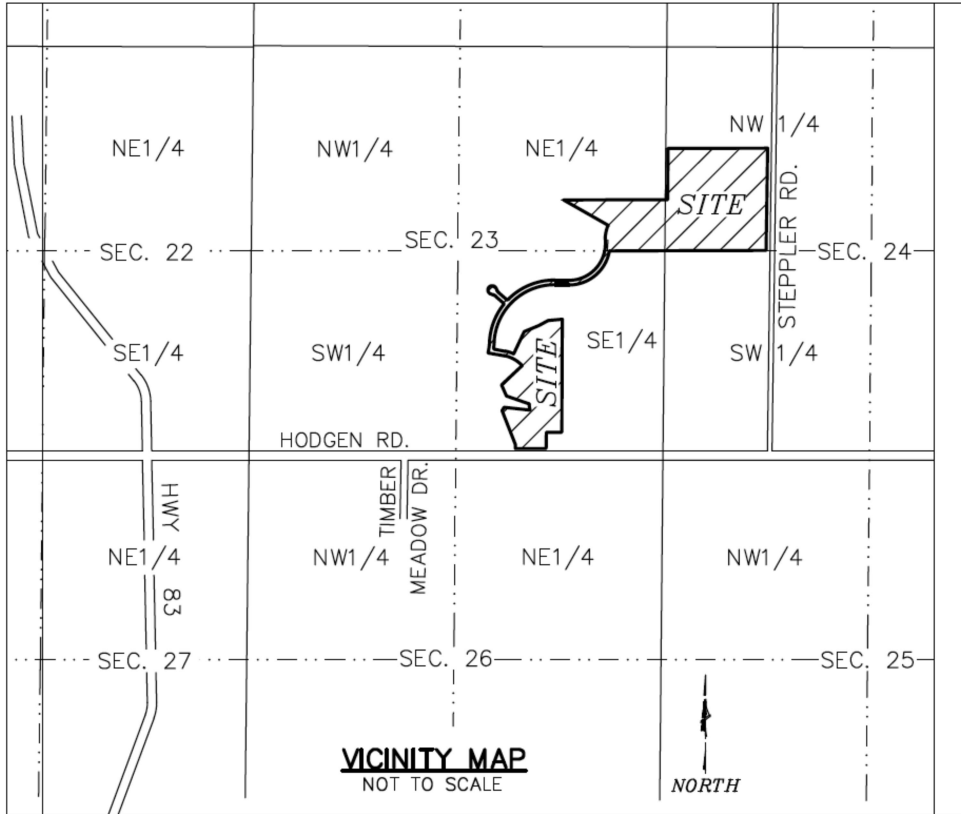 NW 1/4
NE1/4
NW1/4
NE1/4
SITE
STEPPLER RD.
SEC. 22
SEC. 23
SEC. 24
SE1/4
SW1/4
SE1/4
SW 1/4
SITE
HODGEN RD.
TIMBER
MEADOW DR.
HWY 83
NE1/4
NW1/4
NE1/4
NW1/4
SEC. 27
SEC. 26
SEC. 25
VICINITY MAP
NOT TO SCALE
NORTH